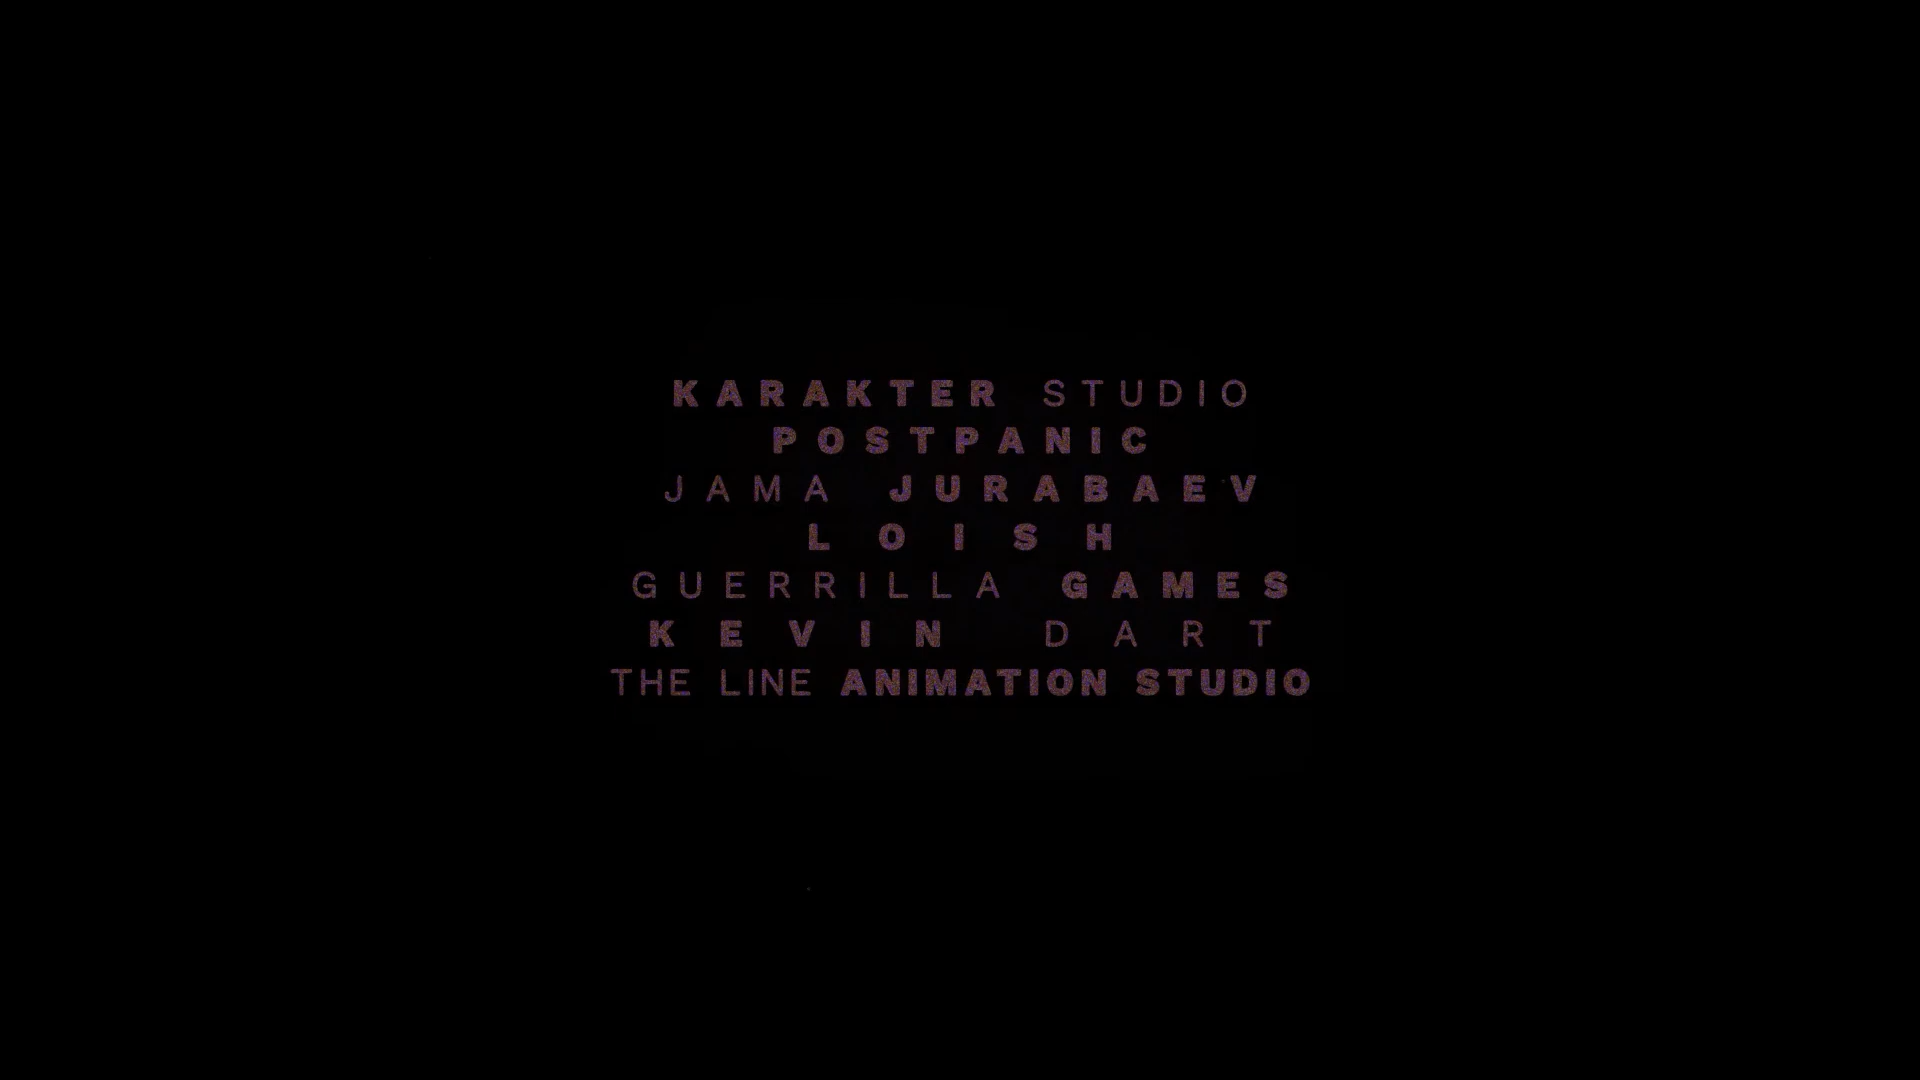 KARAKTER STUDIO
POSTPANIC
JAMA JURABAEV
LOISH
GUERRILLA GAMES
KEVIN DART
THE LINE ANIMATION STUDIO